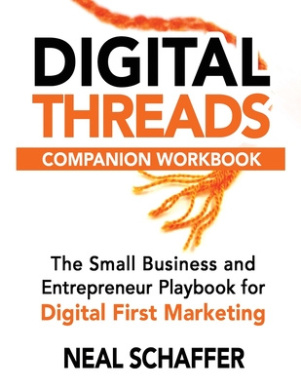 DIGITAL
THREADS
COMPANION WORKBOOK
The Small Business and
Entrepreneur Playbook for
Digital First Marketing
NEAL SCHAFFER